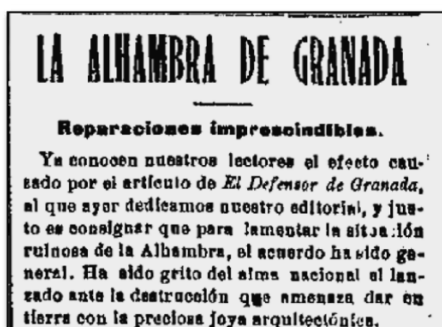 LA ALHAMBRA DE GRANADA
Reparaciones imprescindibles.
Ya conocen nuestros lectores el efecto cau-
sado por el artículo de El Defensor de Granada,
al que ayer dedicamos nuestro editorial, y jus-
to es consignar que para lamentar la situación
ruinosa de la Alhambra, el acuerdo ha sido ge-
neral. Ha sido grito del alma nacional el lan-
zado ante la destrucción que amenaza dar en
tierra con la preciosa joya arquitectónica.